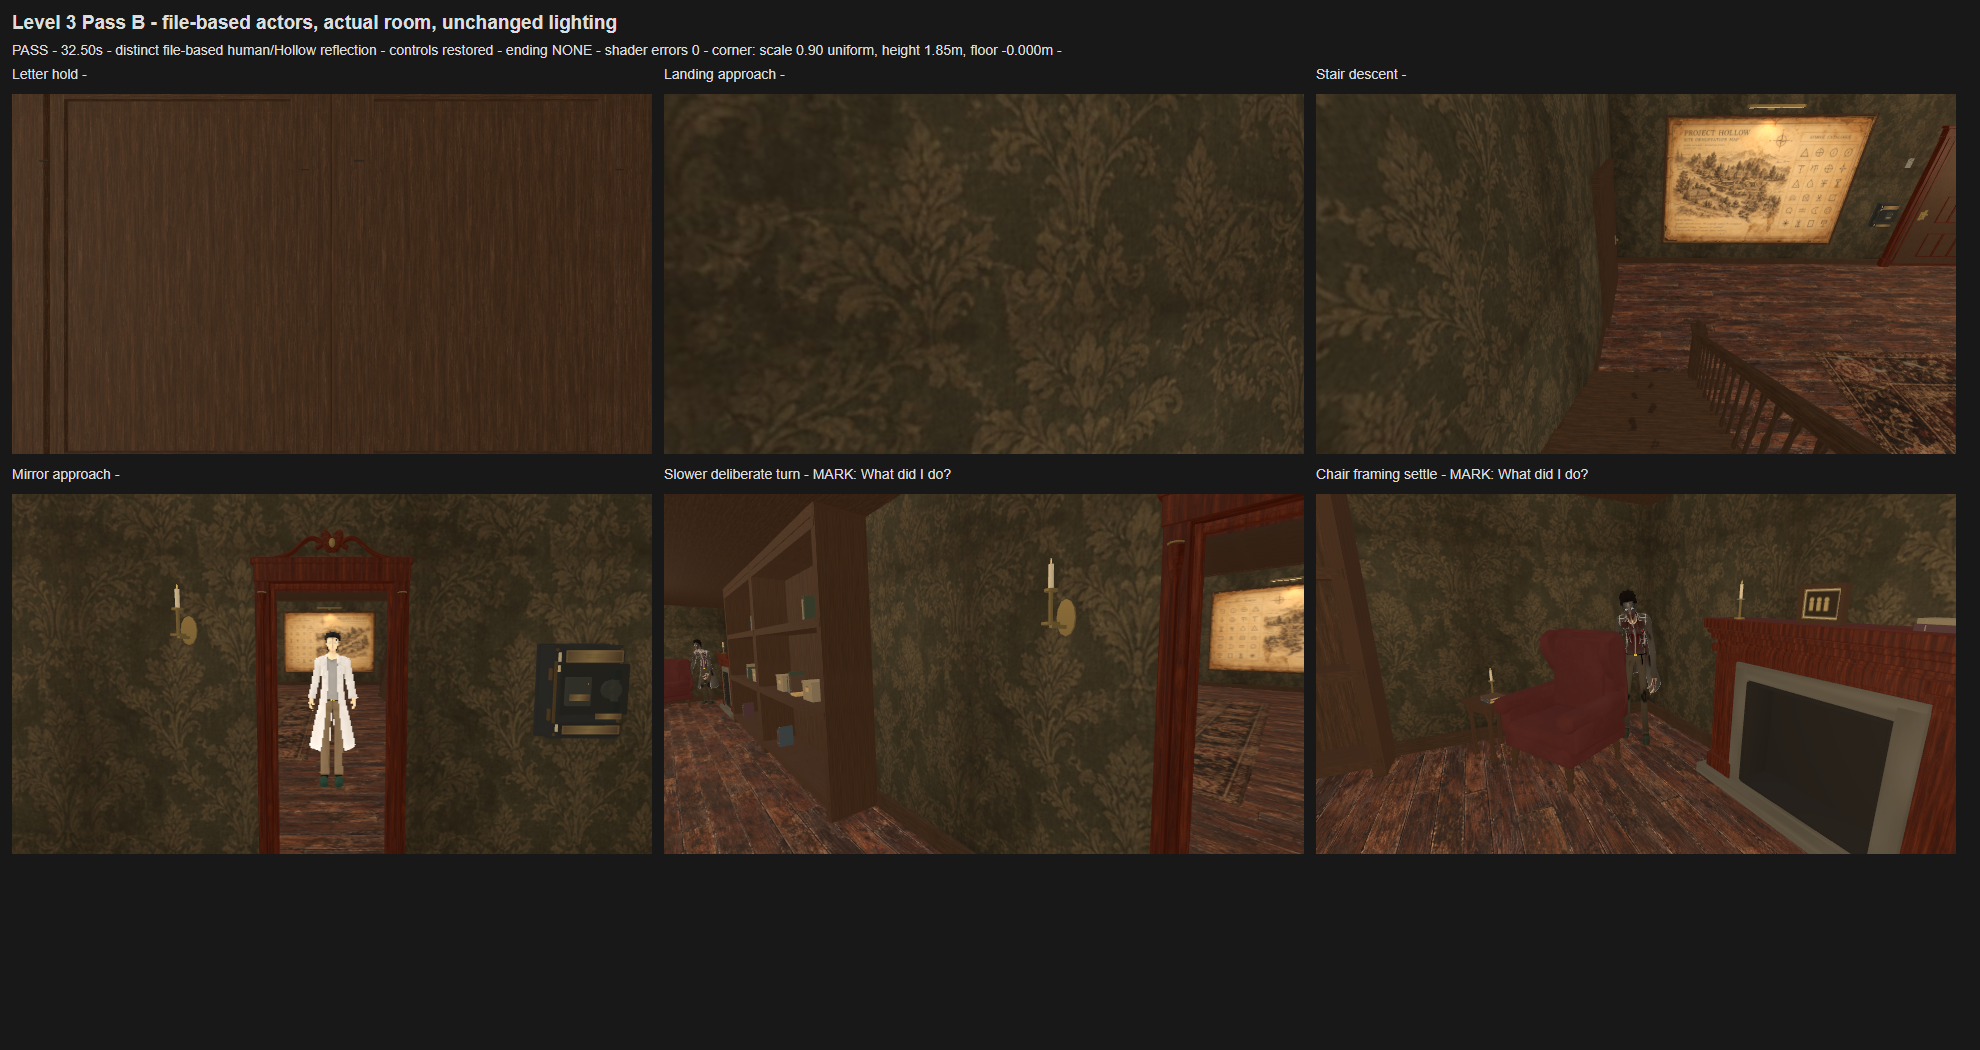 Level 3 Pass B - file-based actors, actual room, unchanged lighting
PASS - 32.50s - distinct file-based human/Hollow reflection - controls restored - ending NONE - shader errors 0 - corner: scale 0.90 uniform, height 1.85m, floor -0.000m -
Letter hold -
Landing approach -
Stair descent -
PROJECT HOLLOW
Mirror approach -
Slower deliberate turn - MARK: What did I do?
Chair framing settle - MARK: What did I do?